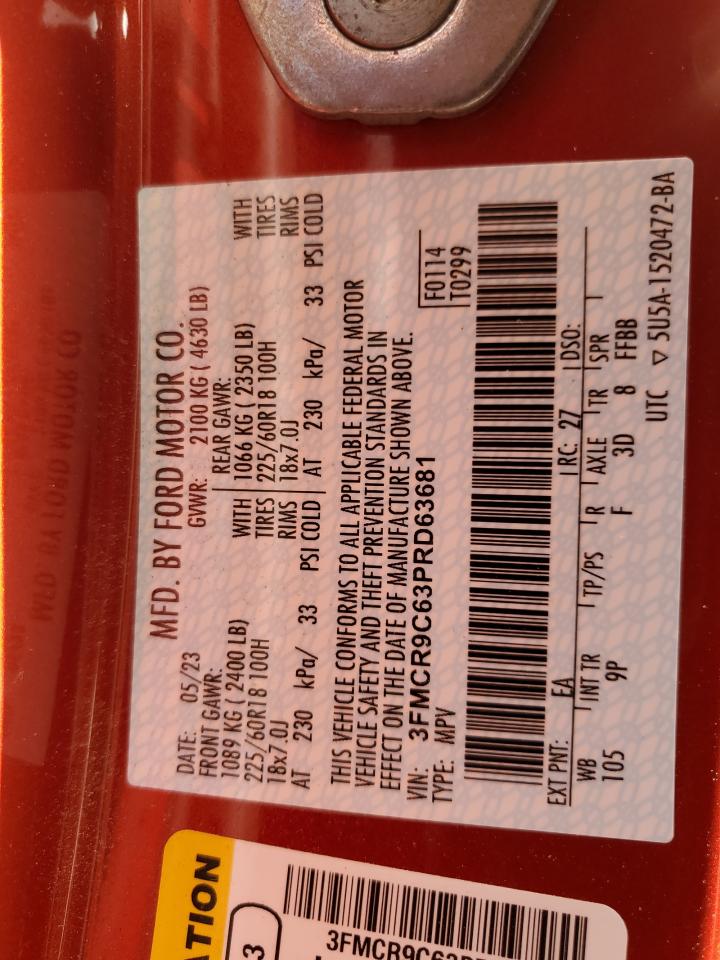 MFD. BY FORD MOTOR CO.
DATE: 05/23 GVWR: 2100 KG ( 4630 LB)
FRONT GAWR: REAR GAWR:
1089 KG ( 2400 LB) WITH 1066 KG ( 2350 LB) WITH
225/60R18 100H TIRES 225/60R18 100H TIRES
18x7.0J RIMS 18x7.0J RIMS
AT 230 kPa/ 33 PSI COLD AT 230 kPa/ 33 PSI COLD
THIS VEHICLE CONFORMS TO ALL APPLICABLE FEDERAL MOTOR
VEHICLE SAFETY AND THEFT PREVENTION STANDARDS IN
EFFECT ON THE DATE OF MANUFACTURE SHOWN ABOVE.
VIN: 3FMCR9C63PRD63681 F0114
TYPE: MPV T0299
EXT PNT: EA RC: 27 DSO:
WB INT TR TP/PS R AXLE TR SPR
105 9P F 3D 8 FFBB
UTC ▽ 5U5A-1520472-BA
ATION
3
3FMCR9C63P